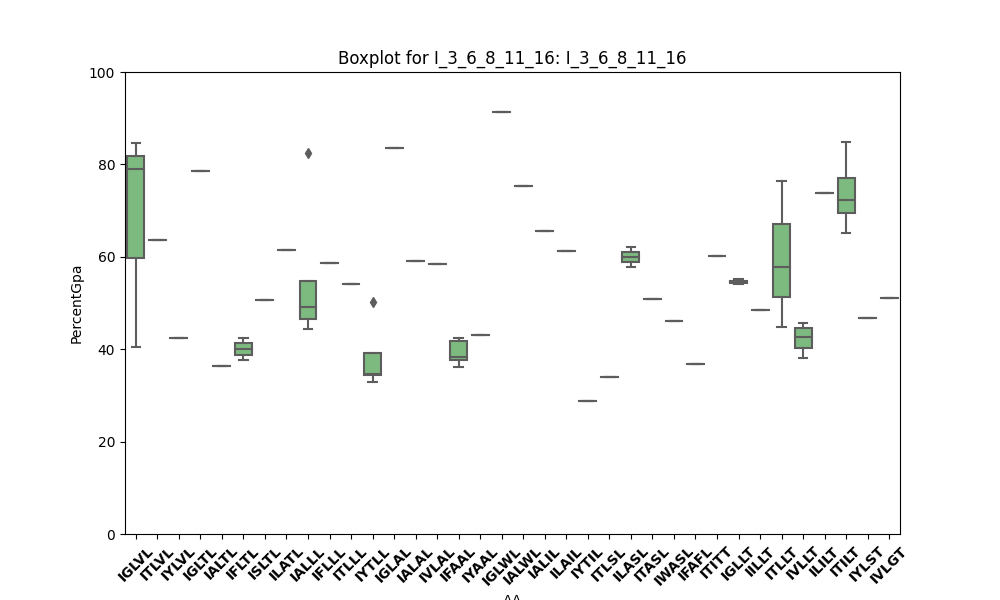 Boxplot for I_3_6_8_11_16: I_3_6_8_11_16
100
80
60
40
20
0
PercentGpa
IGLVL
ITLVL
IYLVL
IGLTL
IALTL
IFLTL
ISLTL
ILATL
IALLL
IFLLL
ITLLL
IYTLL
IGLAL
IALAL
IVLAL
IFAAL
IYAAL
IGLWL
IALWL
IALIL
ILAIL
IYTIL
ITLSL
ILASL
ITASL
IWASL
IFAFL
ITITT
IGLLT
IILLT
ITLLT
IVLLT
ILILT
ITILT
IYLST
IVLGT
AA